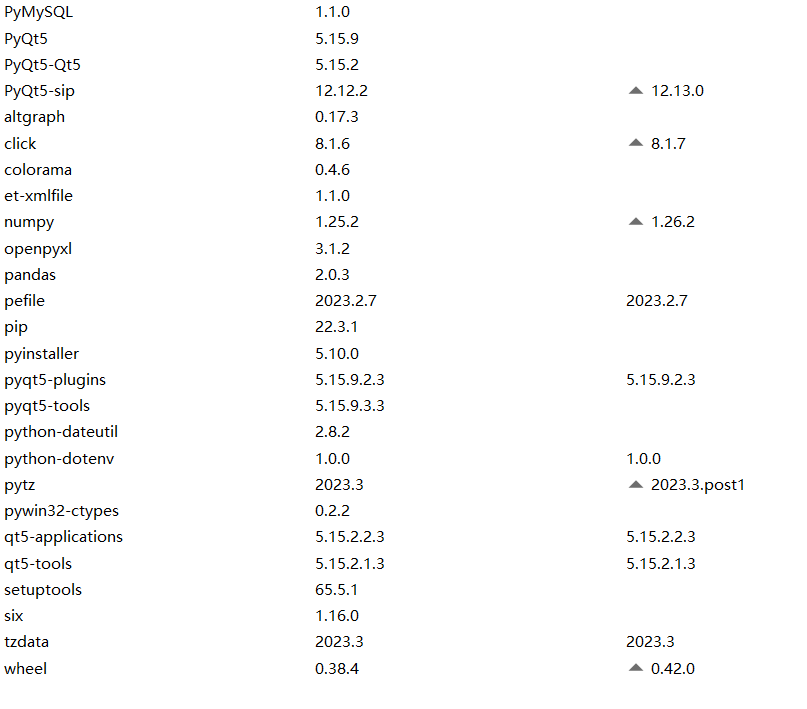 PyMySQL 1.1.0
PyQt5 5.15.9
PyQt5-Qt5 5.15.2
PyQt5-sip 12.12.2 ▲ 12.13.0
altgraph 0.17.3
click 8.1.6 ▲ 8.1.7
colorama 0.4.6
et-xmlfile 1.1.0
numpy 1.25.2 ▲ 1.26.2
openpyxl 3.1.2
pandas 2.0.3
pefile 2023.2.7 2023.2.7
pip 22.3.1
pyinstaller 5.10.0
pyqt5-plugins 5.15.9.2.3 5.15.9.2.3
pyqt5-tools 5.15.9.3.3
python-dateutil 2.8.2
python-dotenv 1.0.0 1.0.0
pytz 2023.3 ▲ 2023.3.post1
pywin32-ctypes 0.2.2
qt5-applications 5.15.2.2.3 5.15.2.2.3
qt5-tools 5.15.2.1.3 5.15.2.1.3
setuptools 65.5.1
six 1.16.0
tzdata 2023.3 2023.3
wheel 0.38.4 ▲ 0.42.0